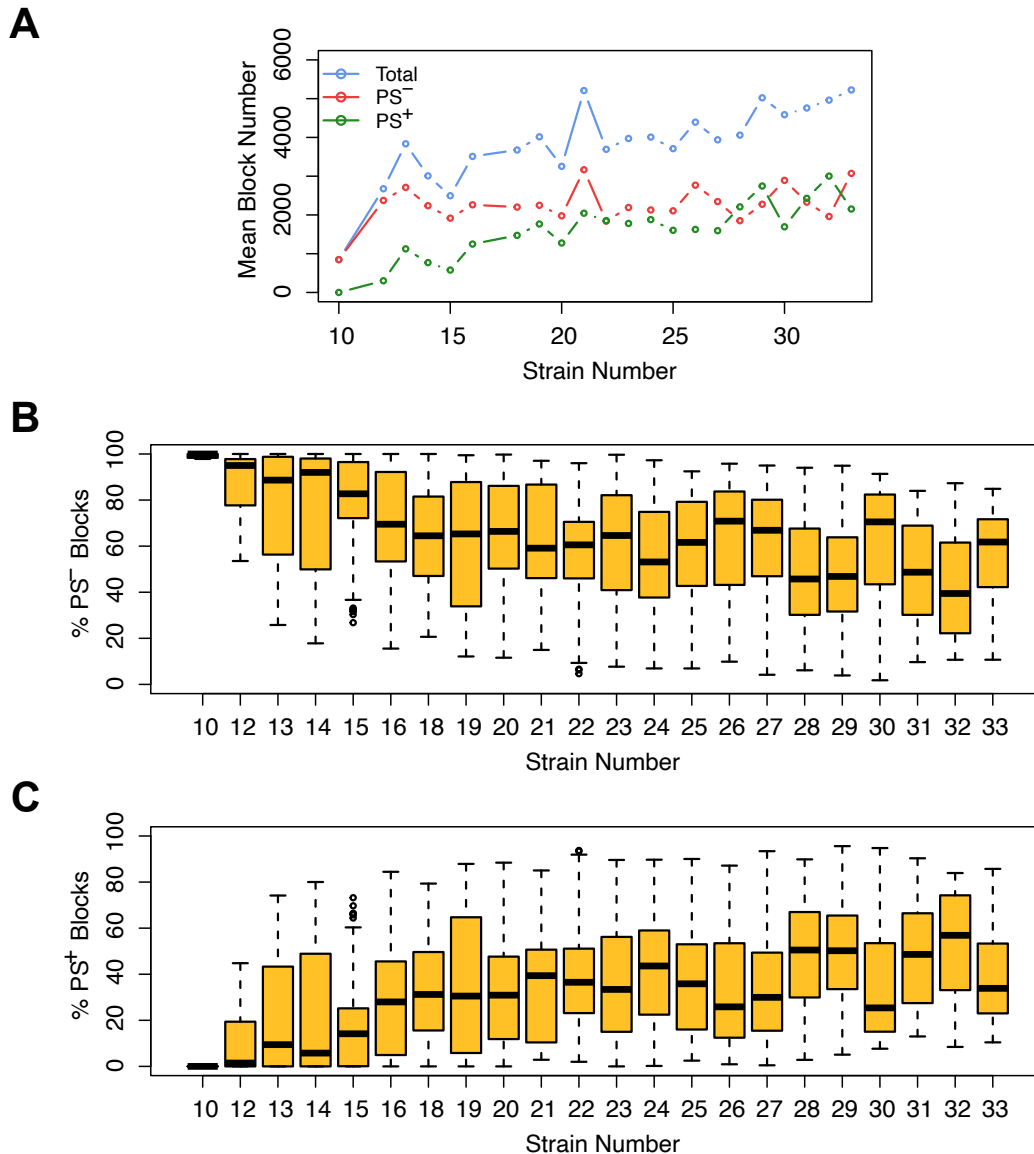 A
Mean Block Number
0 2000 4000 6000
Total
PS⁻
PS⁺
10 15 20 25 30
Strain Number
B
% PS⁻ Blocks
0 20 40 60 80 100
10 12 13 14 15 16 18 19 20 21 22 23 24 25 26 27 28 29 30 31 32 33
Strain Number
C
% PS⁺ Blocks
0 20 40 60 80 100
10 12 13 14 15 16 18 19 20 21 22 23 24 25 26 27 28 29 30 31 32 33
Strain Number